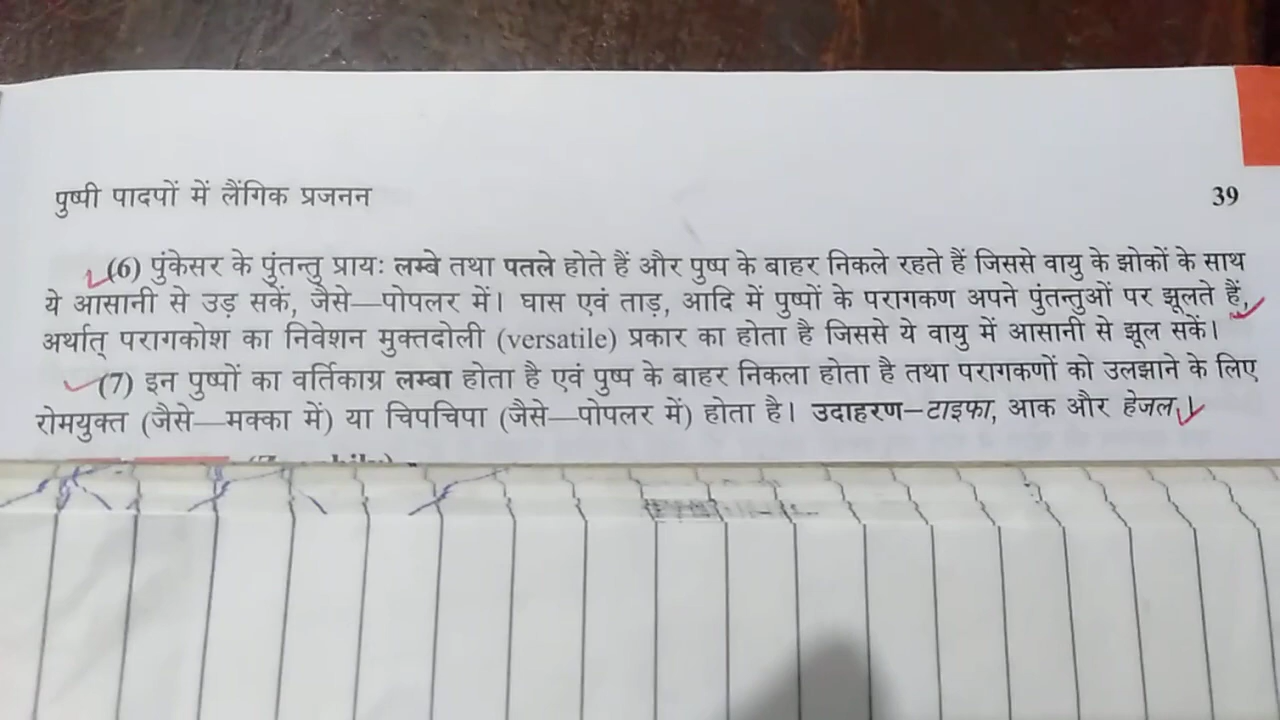 पुष्पी पादपों में लैंगिक प्रजनन 39
(6) पुंकेसर के पुंतन्तु प्रायः लम्बे तथा पतले होते हैं और पुष्प के बाहर निकले रहते हैं जिससे वायु के झोकों के साथ
ये आसानी से उड़ सकें, जैसे—पोपलर में। घास एवं ताड़, आदि में पुष्पों के परागकण अपने पुंतन्तुओं पर झूलते हैं,
अर्थात् परागकोश का निवेशन मुक्तदोली (versatile) प्रकार का होता है जिससे ये वायु में आसानी से झूल सकें।
(7) इन पुष्पों का वर्तिकाग्र लम्बा होता है एवं पुष्प के बाहर निकला होता है तथा परागकणों को उलझाने के लिए
रोमयुक्त (जैसे—मक्का में) या चिपचिपा (जैसे—पोपलर में) होता है। उदाहरण–टाइफा, आक और हेजल।